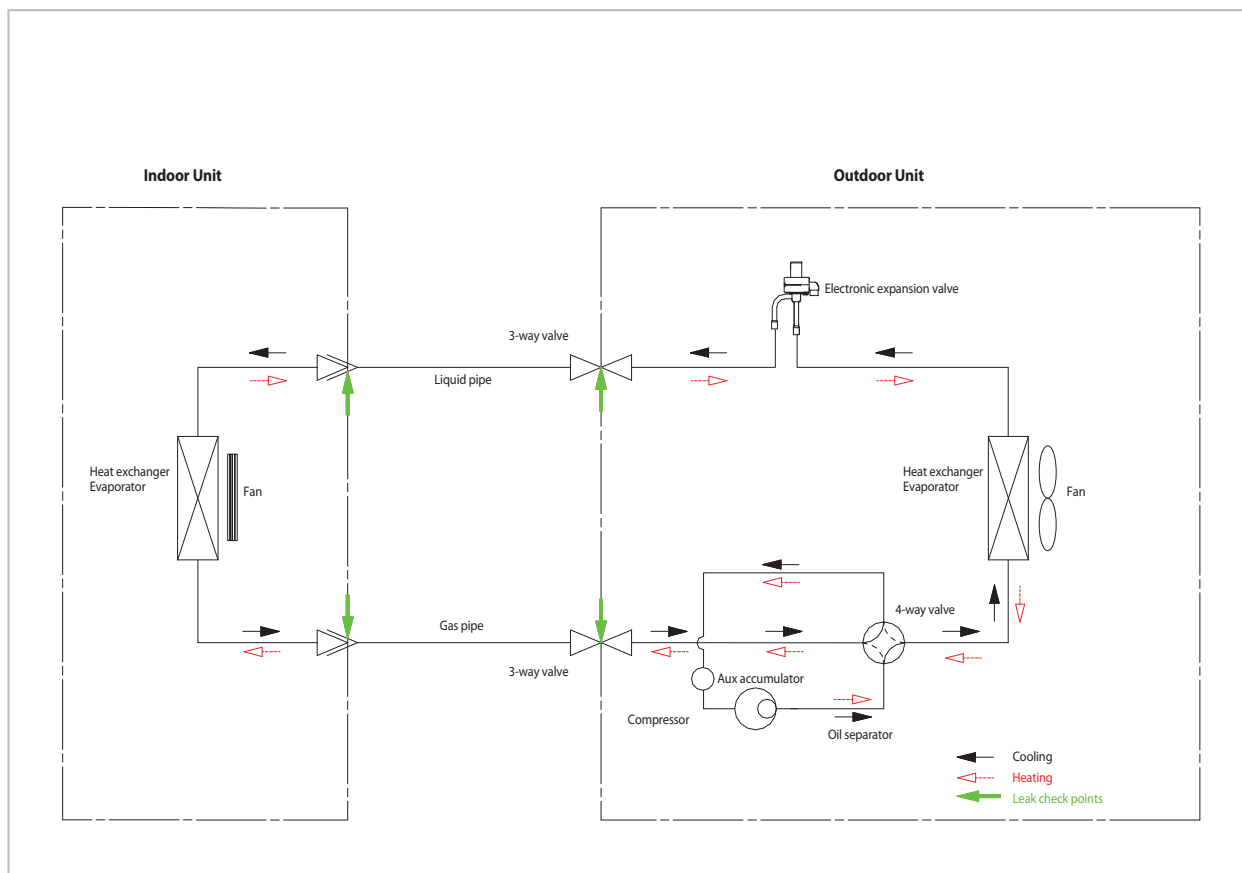 Indoor Unit
Outdoor Unit
Electronic expansion valve
3-way valve
Liquid pipe
Heat exchanger
Evaporator
Fan
Heat exchanger
Evaporator
Fan
4-way valve
Gas pipe
3-way valve
Aux accumulator
Compressor
Oil separator
Cooling
Heating
Leak check points